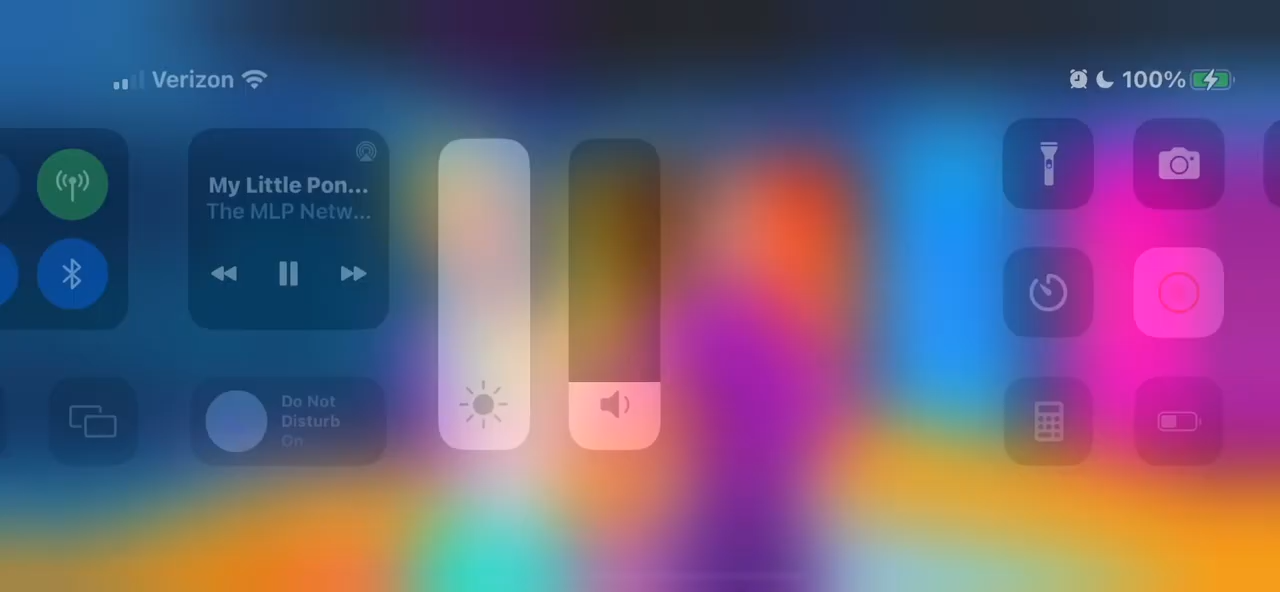 Verizon
100%
My Little Pon...
The MLP Netw...
Do Not
Disturb
On